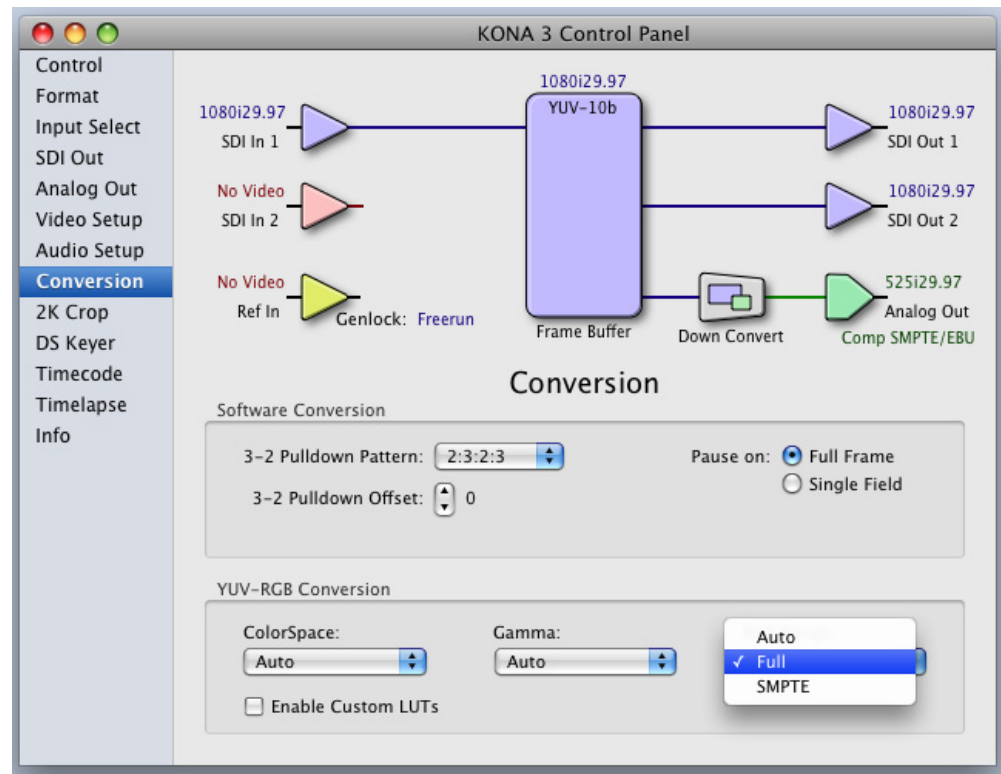 KONA 3 Control Panel
Control
Format
Input Select
SDI Out
Analog Out
Video Setup
Audio Setup
Conversion
2K Crop
DS Keyer
Timecode
Timelapse
Info
1080i29.97
YUV-10b
1080i29.97
SDI In 1
1080i29.97
SDI Out 1
No Video
SDI In 2
1080i29.97
SDI Out 2
No Video
Ref In
Genlock: Freerun
Frame Buffer
Down Convert
525i29.97
Analog Out
Comp SMPTE/EBU
Conversion
Software Conversion
3-2 Pulldown Pattern: 2:3:2:3
Pause on: Full Frame
Single Field
3-2 Pulldown Offset: 0
YUV-RGB Conversion
ColorSpace:
Auto
Gamma:
Auto
Auto
✓ Full
SMPTE
Enable Custom LUTs